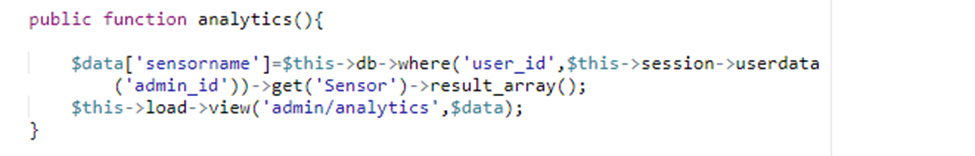 public function analytics(){
$data['sensorname']=$this->db->where('user_id',$this->session->userdata
('admin_id'))->get('Sensor')->result_array();
$this->load->view('admin/analytics',$data);
}